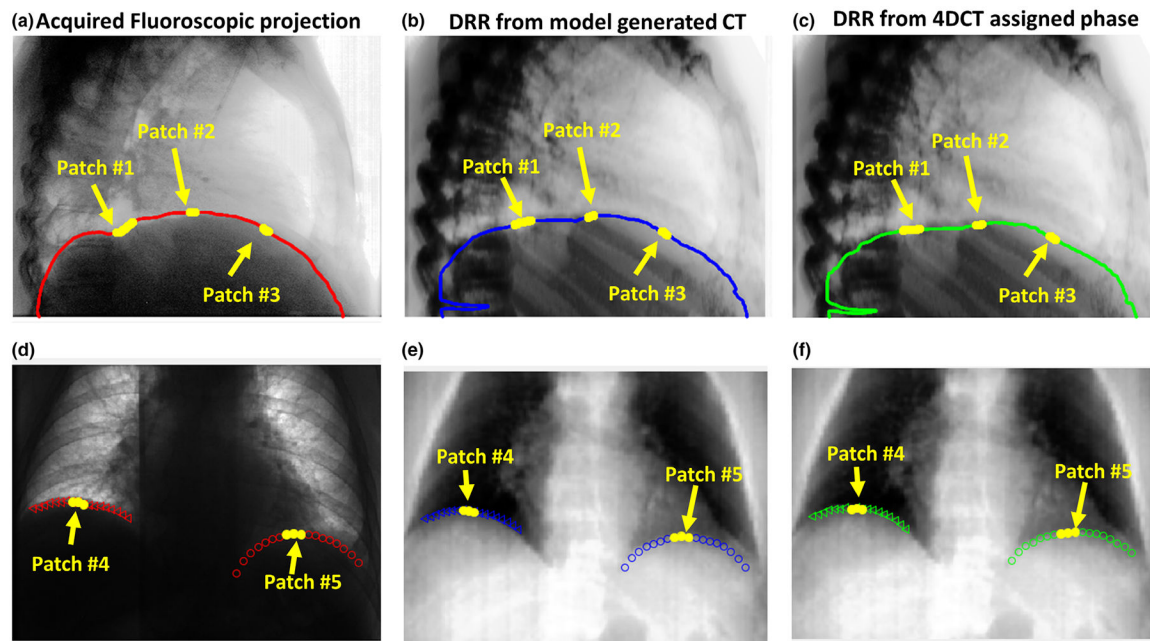 (a) Acquired Fluoroscopic projection
(b) DRR from model generated CT
(c) DRR from 4DCT assigned phase
Patch #2
Patch #1
Patch #3
Patch #2
Patch #1
Patch #3
Patch #2
Patch #1
Patch #3
(d)
(e)
(f)
Patch #4
Patch #5
Patch #4
Patch #5
Patch #4
Patch #5